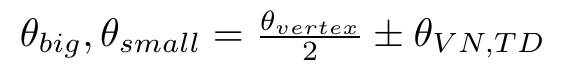 θ_{big}, θ_{small} = \frac{θ_{vertex}}{2} ± θ_{VN,TD}